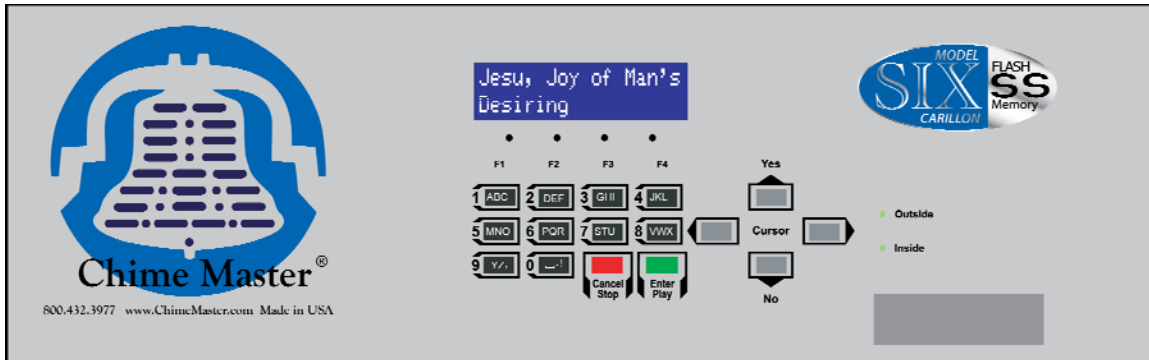 Jesu, Joy of Man's
Desiring
F1 F2 F3 F4
1 ABC 2 DEF 3 GHI 4 JKL
5 MNO 6 PQR 7 STU 8 VWX
9 YZ, 0
Cancel
Stop
Enter
Play
Yes
Cursor
No
MODEL
SIX
CARILLON
FLASH
SS
Memory
Outside
Inside
Chime Master®
800.432.3977 www.ChimeMaster.com Made in USA